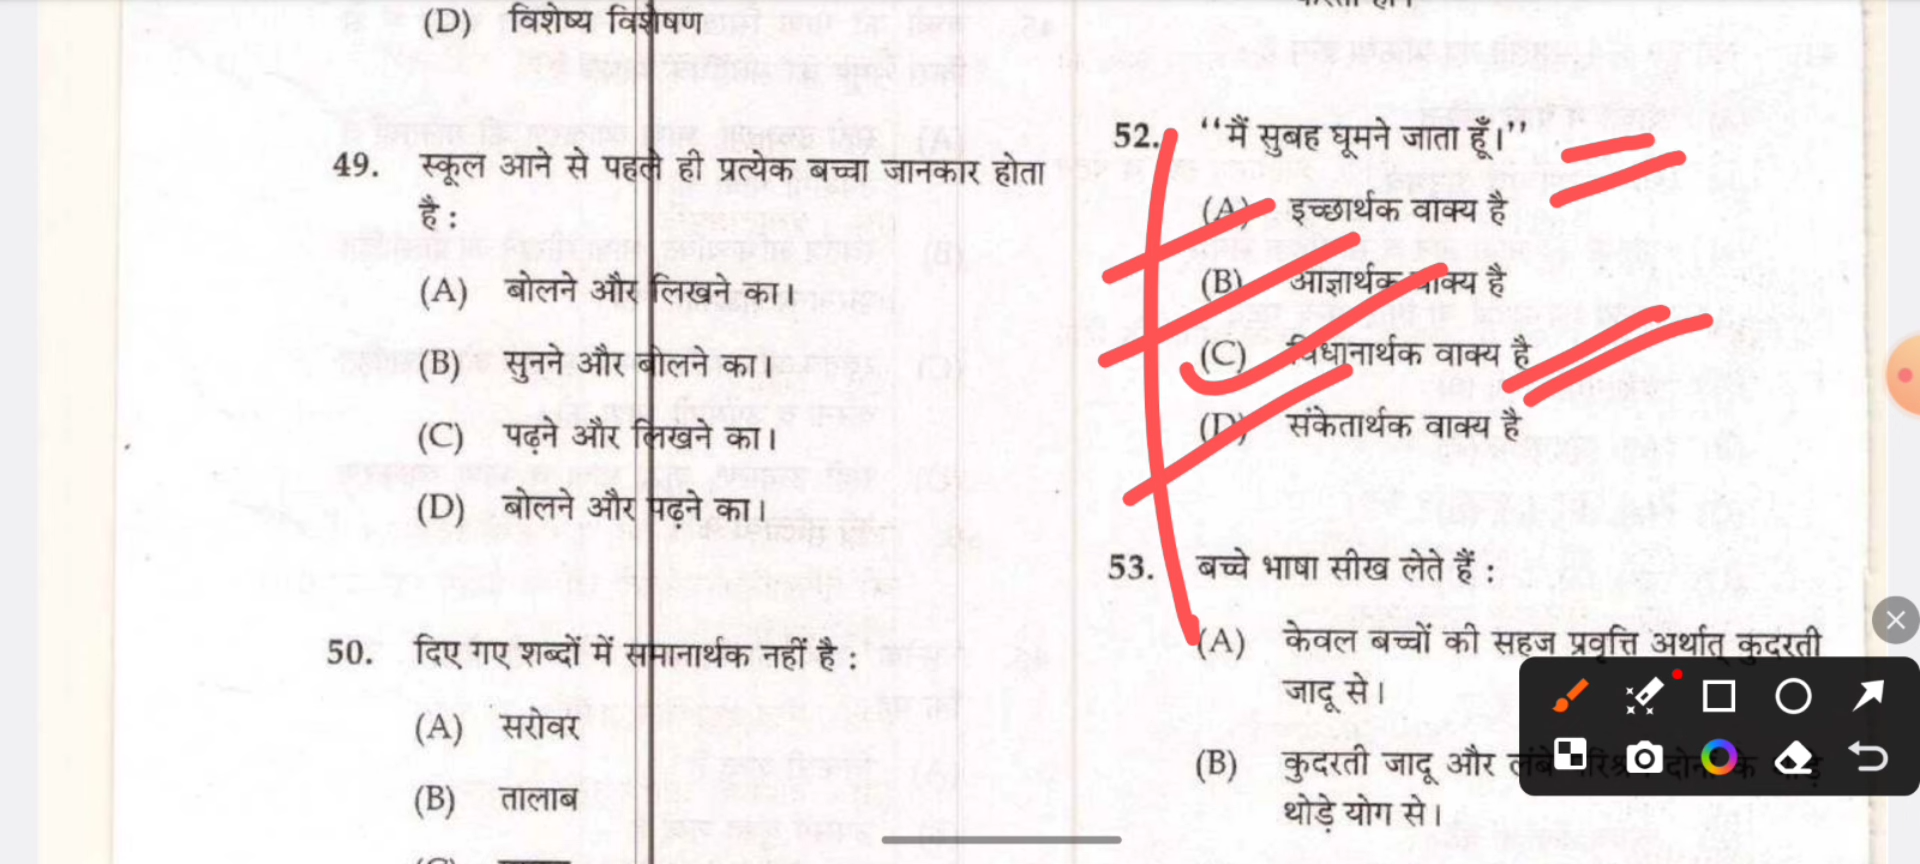 (D) विशेष्य विशेषण
49. स्कूल आने से पहले ही प्रत्येक बच्चा जानकार होता
है :
(A) बोलने और लिखने का।
(B) सुनने और बोलने का।
(C) पढ़ने और लिखने का।
(D) बोलने और पढ़ने का।
50. दिए गए शब्दों में समानार्थक नहीं है :
(A) सरोवर
(B) तालाब
52. ‘‘मैं सुबह घूमने जाता हूँ।’’
(A) इच्छार्थक वाक्य है
(B) आज्ञार्थक वाक्य है
(C) विधानार्थक वाक्य है
(D) संकेतार्थक वाक्य है
53. बच्चे भाषा सीख लेते हैं :
(A) केवल बच्चों की सहज प्रवृत्ति अर्थात् कुदरती
जादू से।
(B) कुदरती जादू और लंबे परिश्रम दोनों के थोड़े
थोड़े योग से।